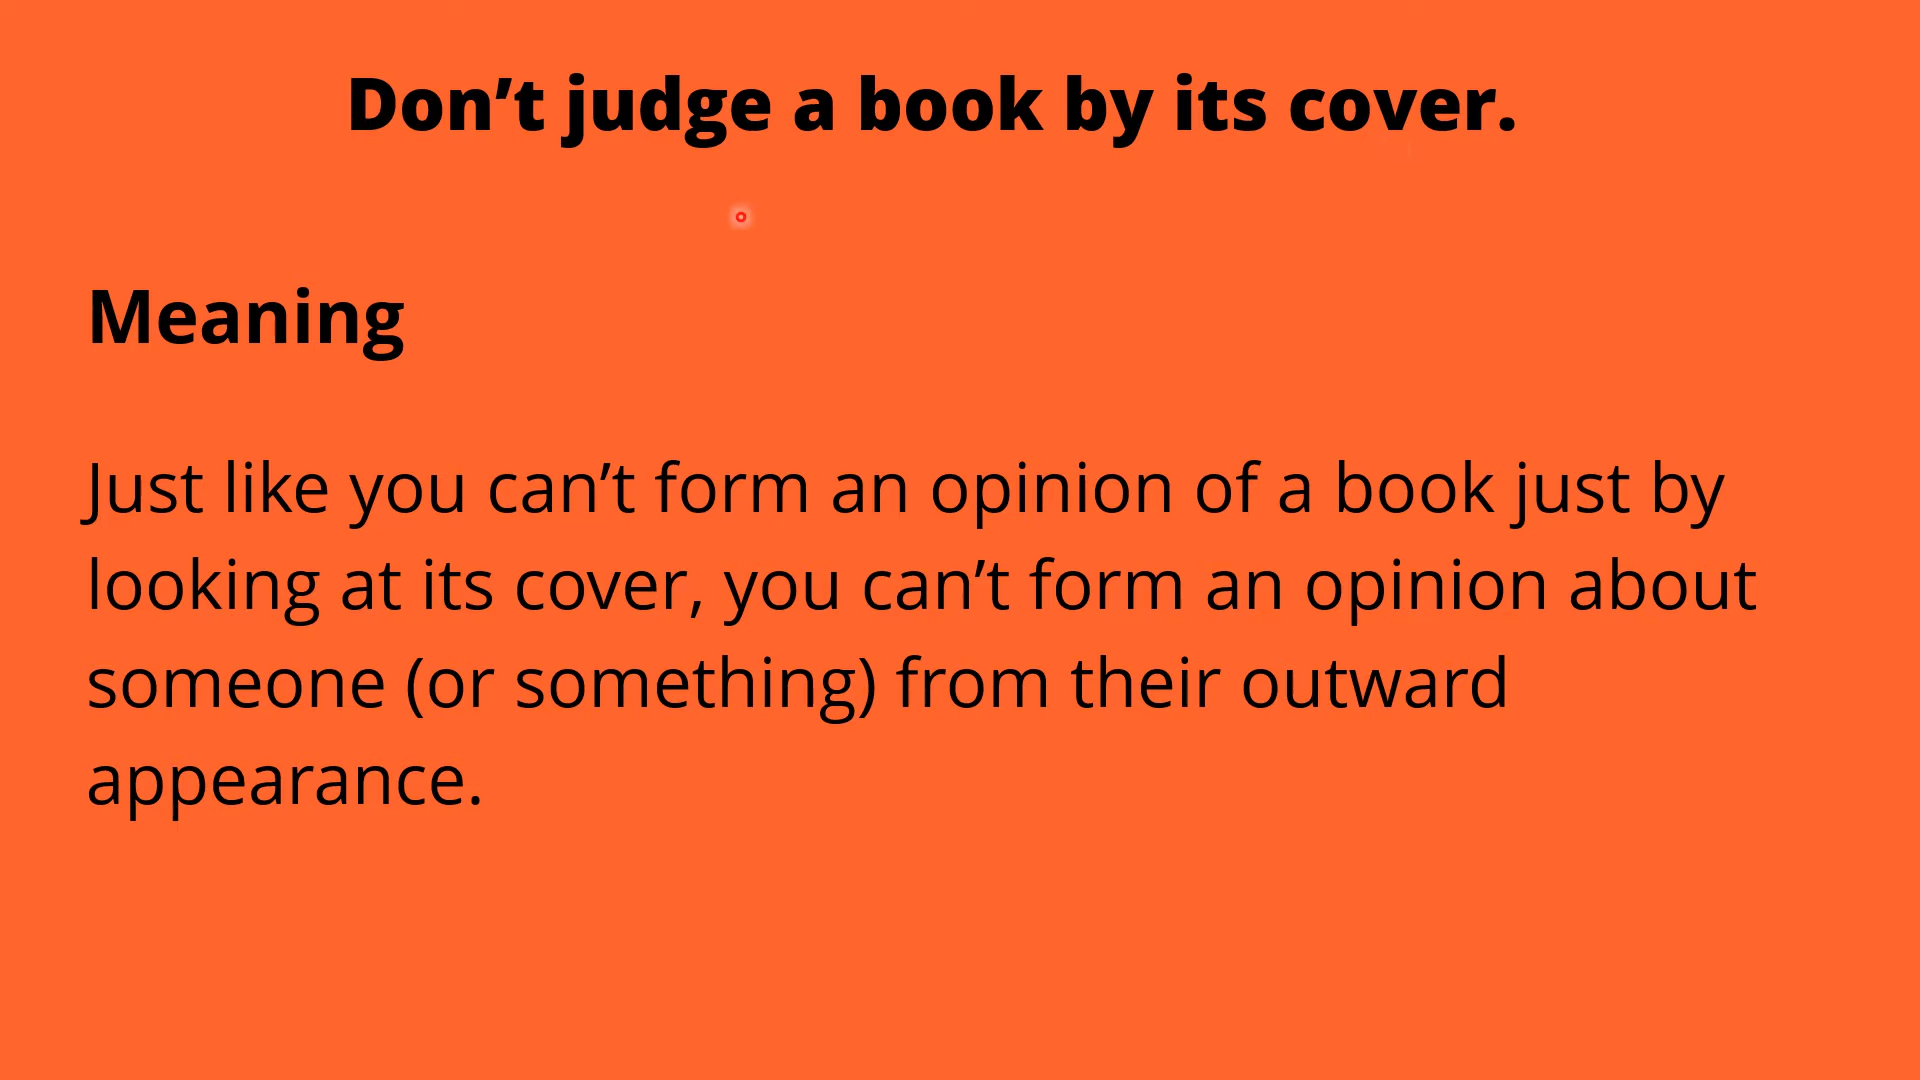 Don’t judge a book by its cover.
Meaning
Just like you can’t form an opinion of a book just by
looking at its cover, you can’t form an opinion about
someone (or something) from their outward
appearance.